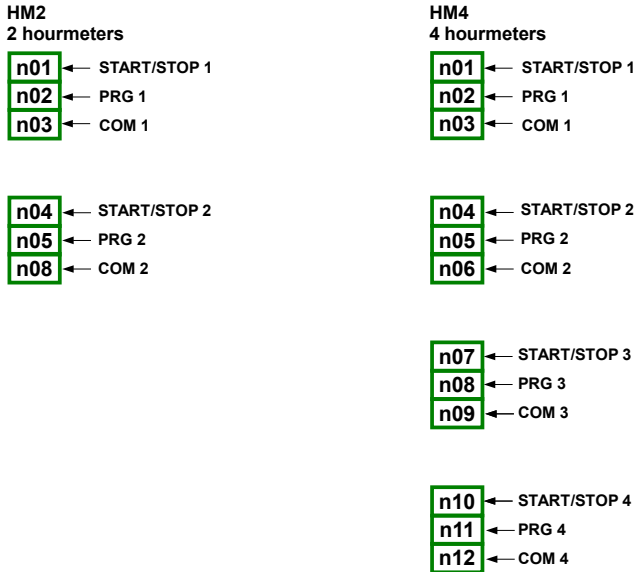 HM2
2 hourmeters
n01 START/STOP 1
n02 PRG 1
n03 COM 1
n04 START/STOP 2
n05 PRG 2
n08 COM 2
HM4
4 hourmeters
n01 START/STOP 1
n02 PRG 1
n03 COM 1
n04 START/STOP 2
n05 PRG 2
n06 COM 2
n07 START/STOP 3
n08 PRG 3
n09 COM 3
n10 START/STOP 4
n11 PRG 4
n12 COM 4